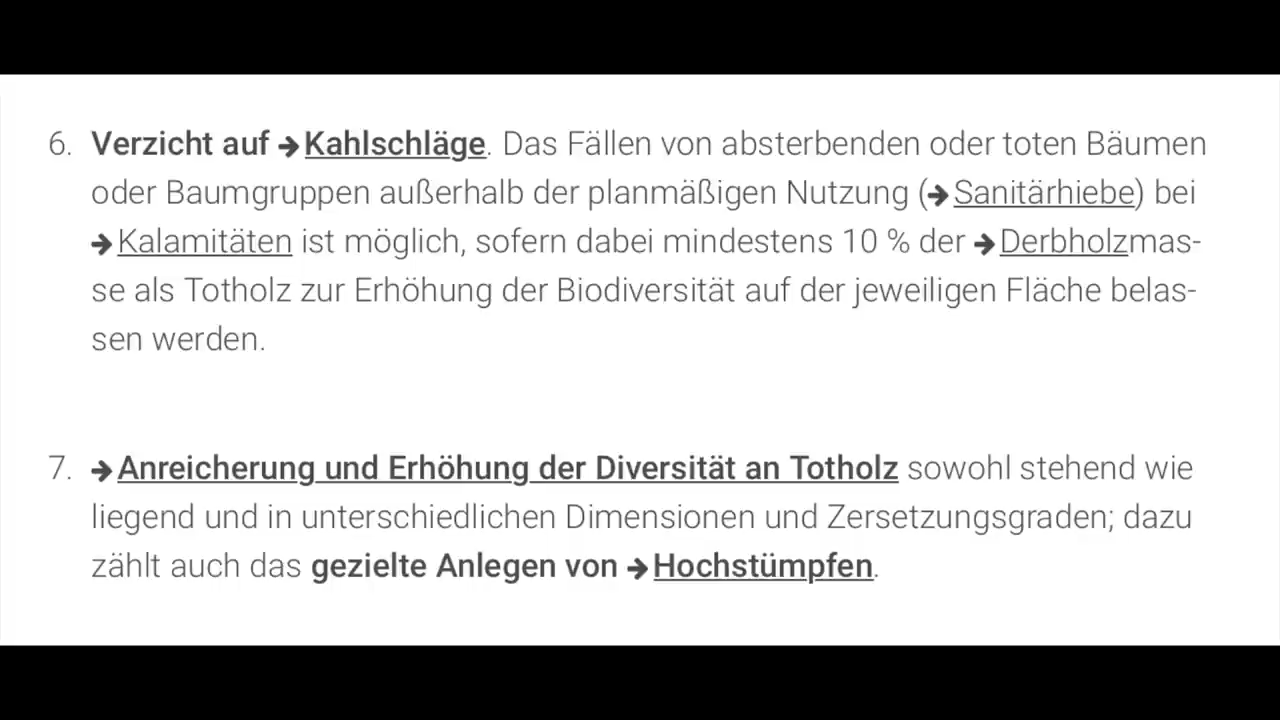 6. Verzicht auf →Kahlschläge. Das Fällen von absterbenden oder toten Bäumen
oder Baumgruppen außerhalb der planmäßigen Nutzung (→Sanitärhiebe) bei
→Kalamitäten ist möglich, sofern dabei mindestens 10 % der →Derbholzmas-
se als Totholz zur Erhöhung der Biodiversität auf der jeweiligen Fläche belas-
sen werden.
7. →Anreicherung und Erhöhung der Diversität an Totholz sowohl stehend wie
liegend und in unterschiedlichen Dimensionen und Zersetzungsgraden; dazu
zählt auch das gezielte Anlegen von →Hochstümpfen.